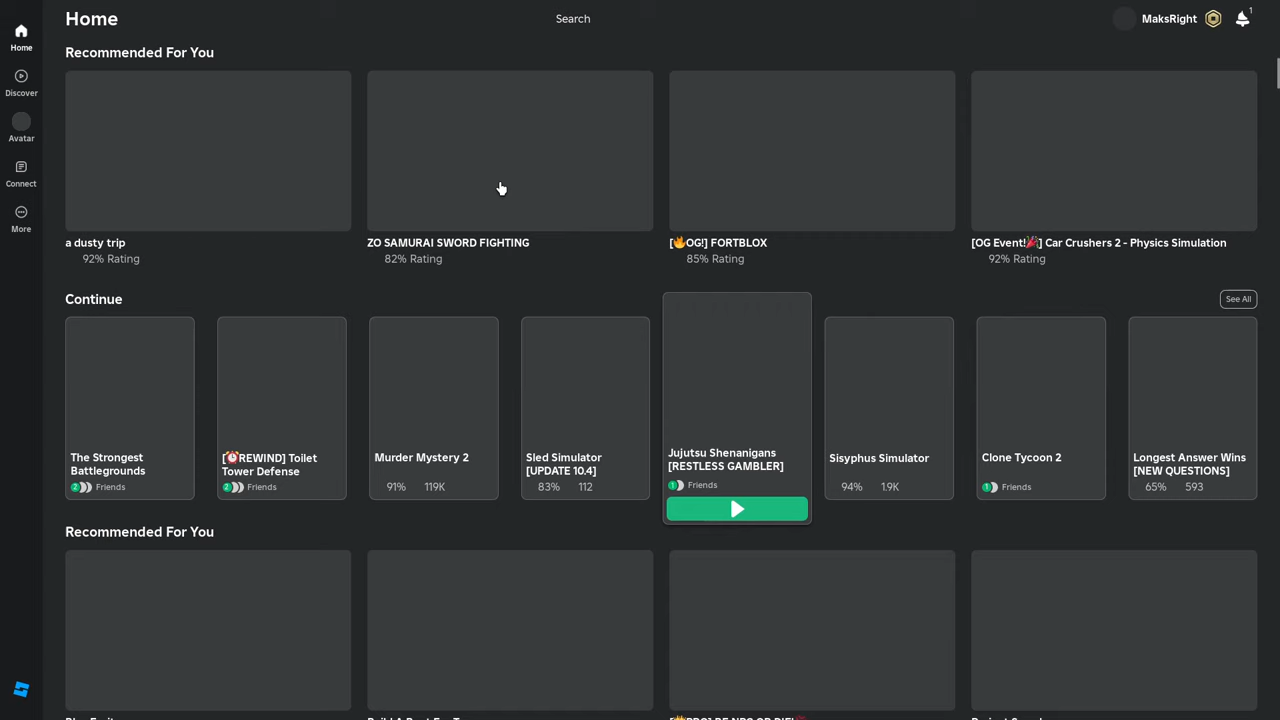 Home
Search
MaksRight
1
Home
Discover
Avatar
Connect
More
Recommended For You
a dusty trip
92% Rating
ZO SAMURAI SWORD FIGHTING
82% Rating
[🔥OG!] FORTBLOX
85% Rating
[OG Event!🎉] Car Crushers 2 - Physics Simulation
92% Rating
Continue
See All
The Strongest
Battlegrounds
2 Friends
[⏰REWIND] Toilet
Tower Defense
2 Friends
Murder Mystery 2
91% 119K
Sled Simulator
[UPDATE 10.4]
83% 112
Jujutsu Shenanigans
[RESTLESS GAMBLER]
1 Friends
Sisyphus Simulator
94% 1.9K
Clone Tycoon 2
1 Friends
Longest Answer Wins
[NEW QUESTIONS]
65% 593
Recommended For You